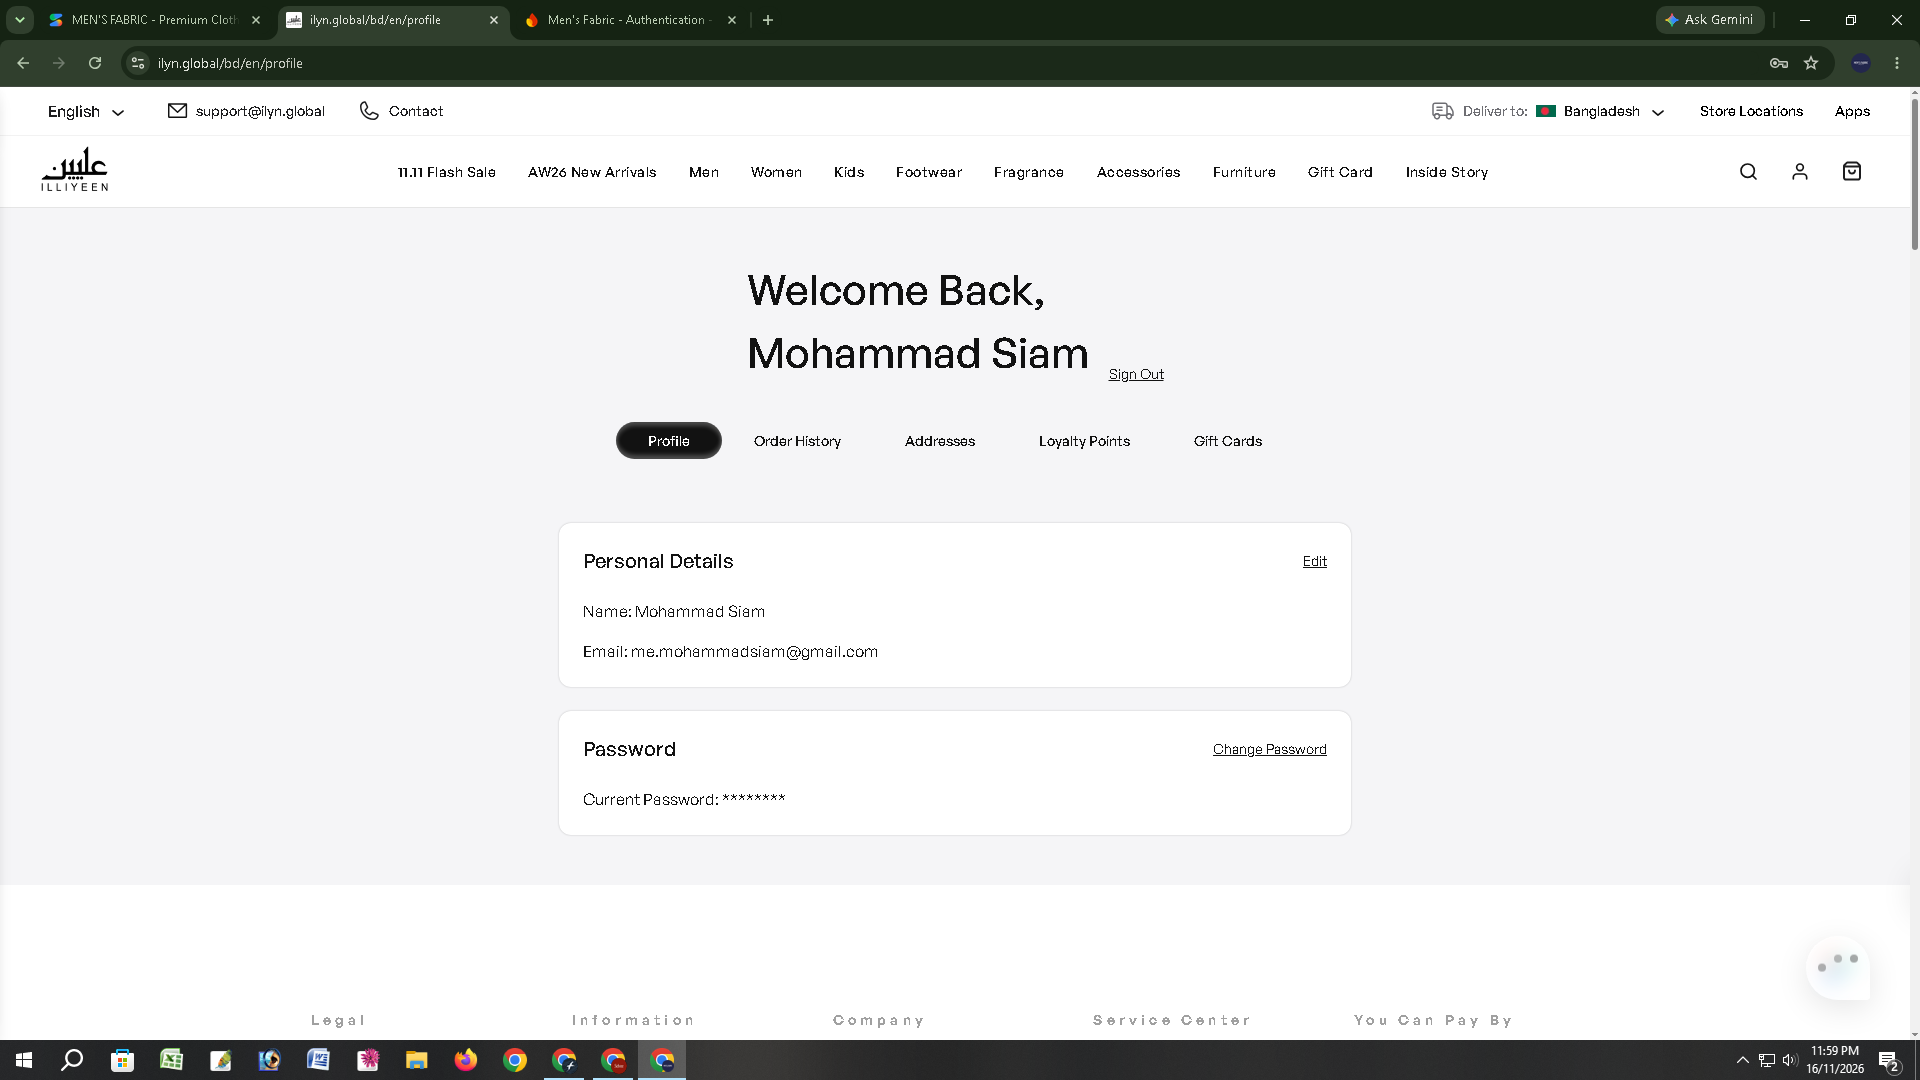 MEN'S FABRIC - Premium Cloth
ilyn.global/bd/en/profile
Men's Fabric - Authentication -
Ask Gemini
ilyn.global/bd/en/profile
English
support@ilyn.global
Contact
Deliver to:
Bangladesh
Store Locations
Apps
عليين
ILLIYEEN
11.11 Flash Sale
AW26 New Arrivals
Men
Women
Kids
Footwear
Fragrance
Accessories
Furniture
Gift Card
Inside Story
Welcome Back,
Mohammad Siam
Sign Out
Profile
Order History
Addresses
Loyalty Points
Gift Cards
Personal Details
Edit
Name: Mohammad Siam
Email: me.mohammadsiam@gmail.com
Password
Change Password
Current Password: ********
Legal
Information
Company
Service Center
You Can Pay By
11:59 PM
16/11/2026
2